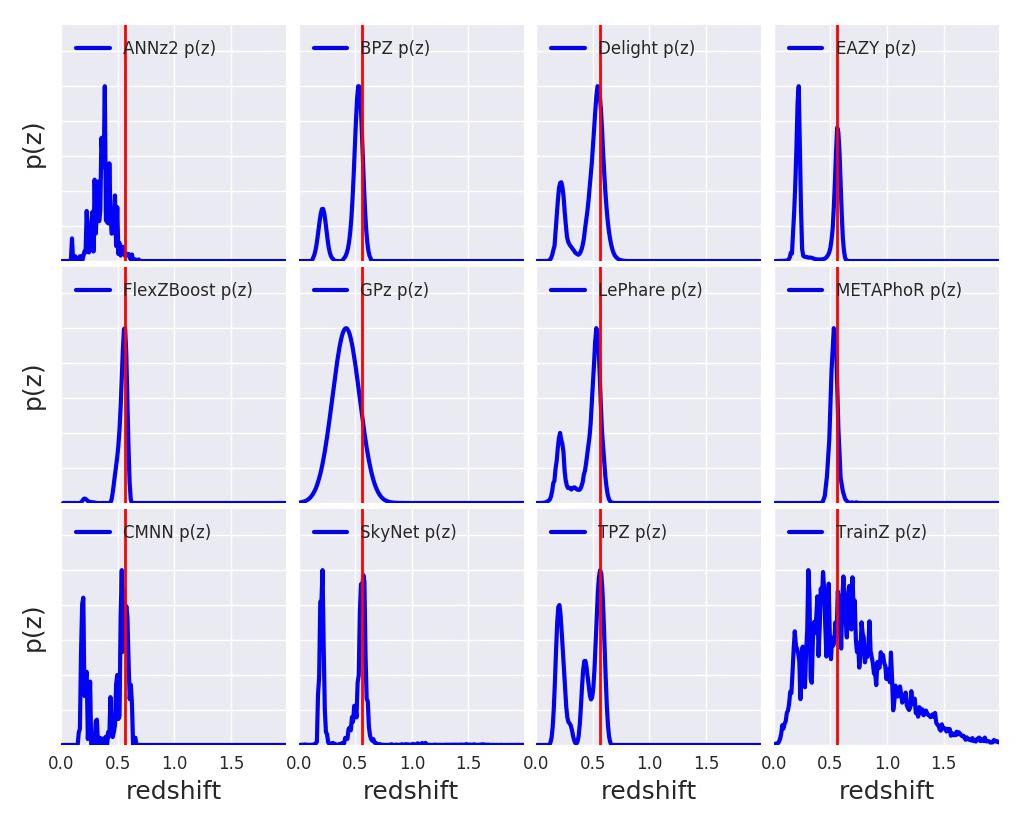 ANNz2 p(z)
BPZ p(z)
Delight p(z)
EAZY p(z)
p(z)
FlexZBoost p(z)
GPz p(z)
LePhare p(z)
METAPhoR p(z)
p(z)
CMNN p(z)
SkyNet p(z)
TPZ p(z)
TrainZ p(z)
p(z)
0.0 0.5 1.0 1.5
0.0 0.5 1.0 1.5
0.0 0.5 1.0 1.5
0.0 0.5 1.0 1.5
redshift
redshift
redshift
redshift